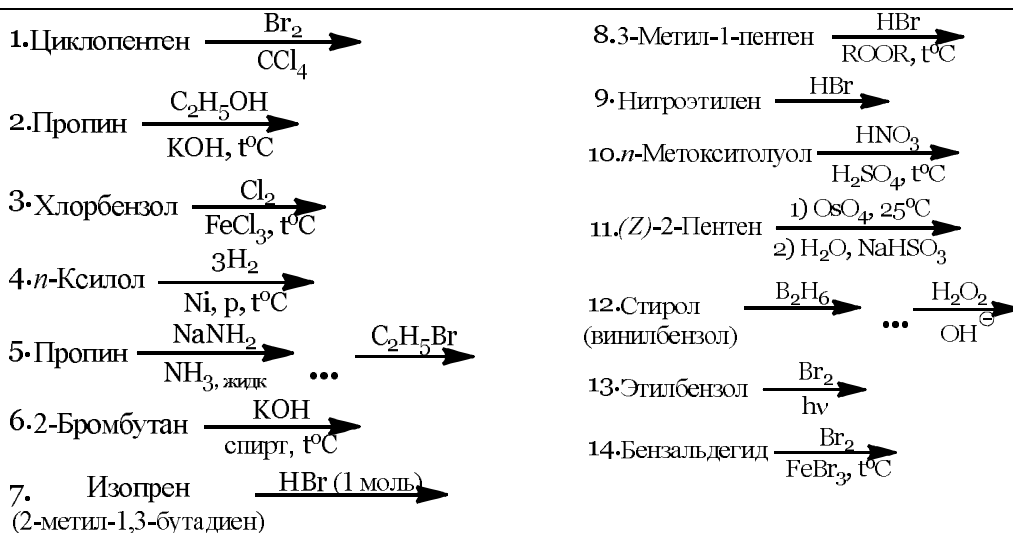 1.Циклопентен Br₂
CCl₄
2.Пропин C₂H₅OH
KOH, t°C
3.Хлорбензол Cl₂
FeCl₃, t°C
4.п-Ксилол 3H₂
Ni, p, t°C
5.Пропин NaNH₂
NH₃, жидк ... C₂H₅Br
6.2-Бромбутан KOH
спирт, t°C
7. Изопрен HBr (1 моль)
(2-метил-1,3-бутадиен)
8.3-Метил-1-пентен HBr
ROOR, t°C
9.Нитроэтилен HBr
10.п-Метокситолуол HNO₃
H₂SO₄, t°C
11.(Z)-2-Пентен 1) OsO₄, 25°C
2) H₂O, NaHSO₃
12.Стирол B₂H₆ ... H₂O₂
(винилбензол) OH⊖
13.Этилбензол Br₂
hν
14.Бензальдегид Br₂
FeBr₃, t°C